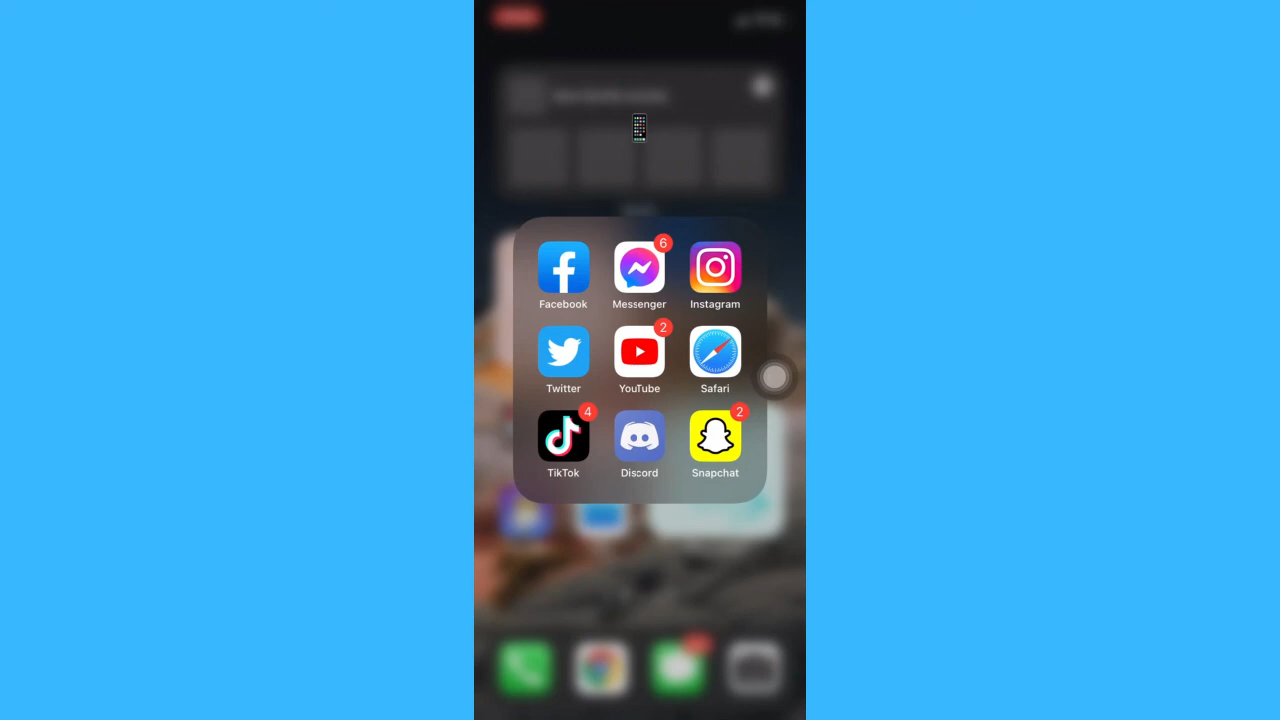 6
Facebook Messenger Instagram
2
Twitter YouTube Safari
4 2
TikTok Discord Snapchat